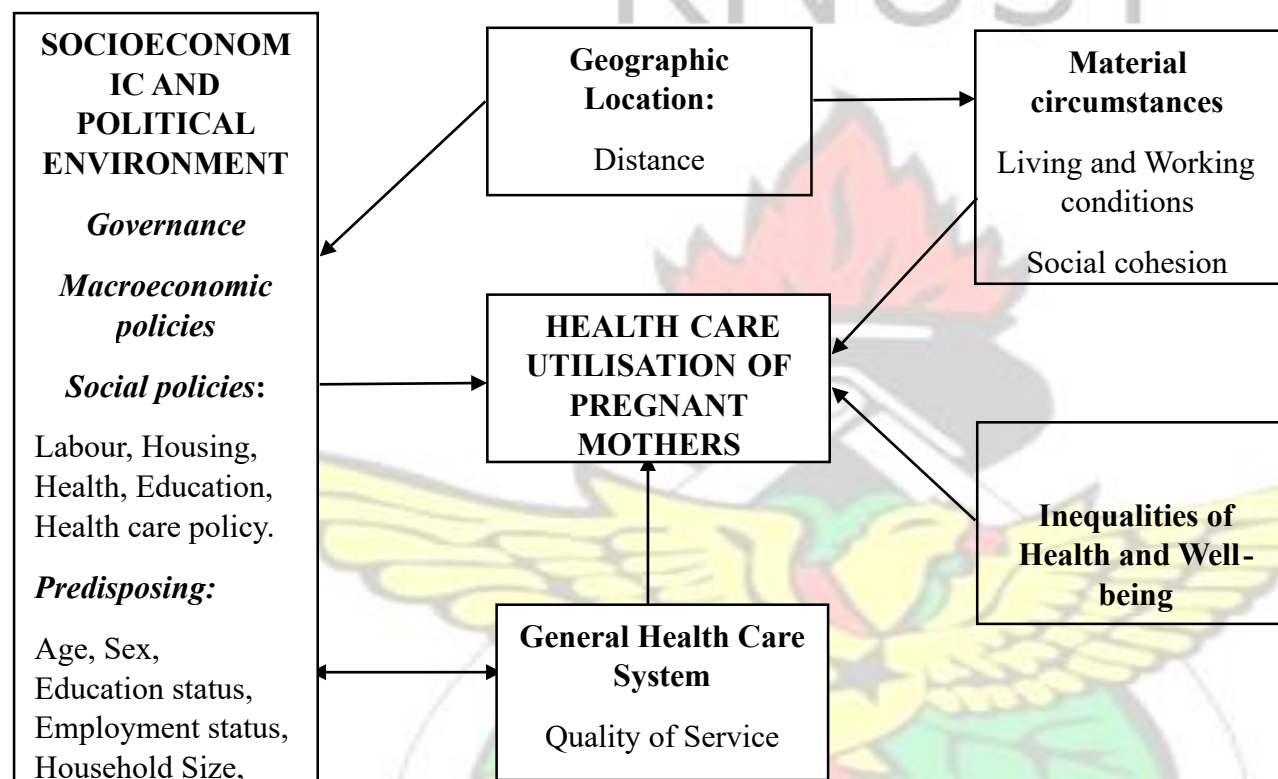 KNUST
SOCIOECONOM
IC AND
POLITICAL
ENVIRONMENT
Governance
Macroeconomic
policies
Social policies:
Labour, Housing,
Health, Education,
Health care policy.
Predisposing:
Age, Sex,
Education status,
Employment status,
Household Size,
Geographic
Location:
Distance
Material
circumstances
Living and Working
conditions
Social cohesion
HEALTH CARE
UTILISATION OF
PREGNANT
MOTHERS
Inequalities of
Health and Well-
being
General Health Care
System
Quality of Service